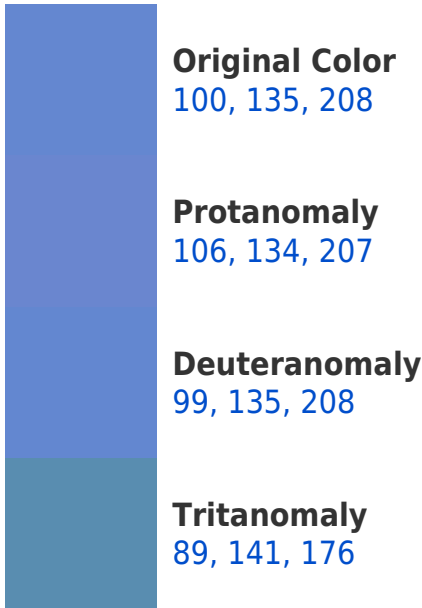 Original Color
100, 135, 208
Protanomaly
106, 134, 207
Deuteranomaly
99, 135, 208
Tritanomaly
89, 141, 176